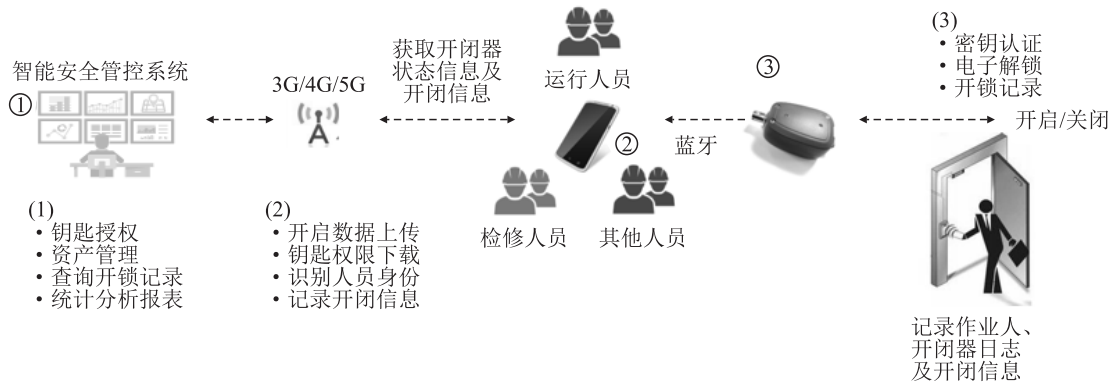 智能安全管控系统
①
(1)
• 钥匙授权
• 资产管理
• 查询开锁记录
• 统计分析报表
3G/4G/5G
(2)
• 开启数据上传
• 钥匙权限下载
• 识别人员身份
• 记录开闭信息
获取开闭器
状态信息及
开闭信息
运行人员
②
检修人员
其他人员
蓝牙
③
(3)
• 密钥认证
• 电子解锁
• 开锁记录
开启/关闭
记录作业人、
开闭器日志
及开闭信息